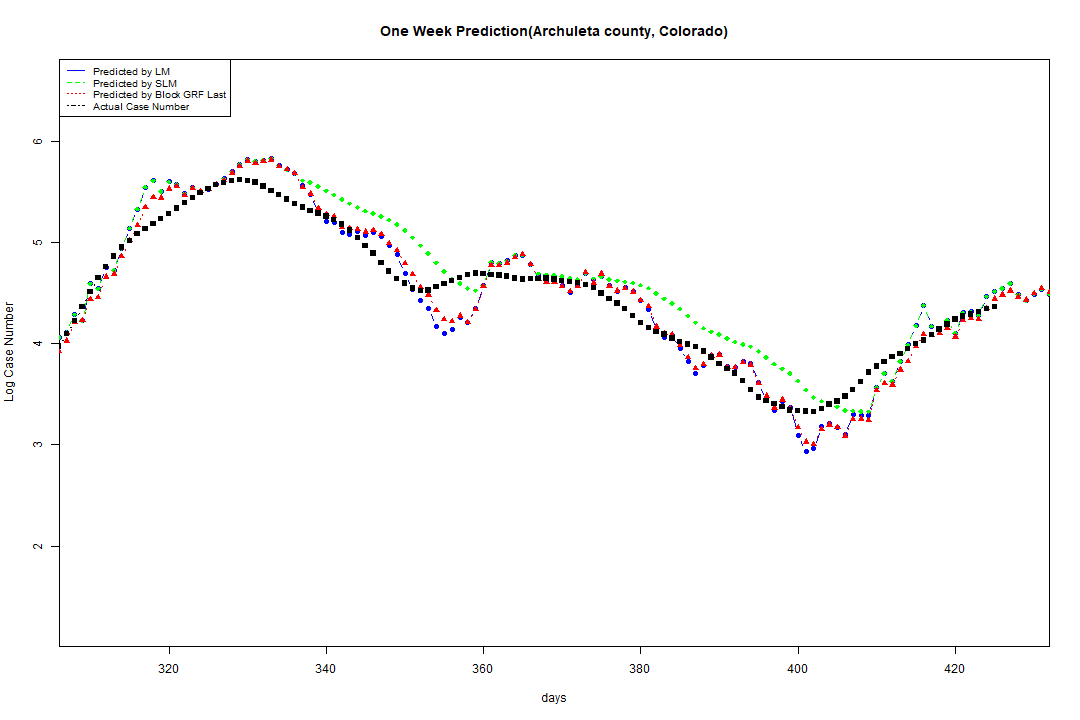 One Week Prediction(Archuleta county, Colorado)
Predicted by LM
Predicted by SLM
Predicted by Block GRF Last
Actual Case Number
6
5
4
3
2
Log Case Number
320 340 360 380 400 420
days